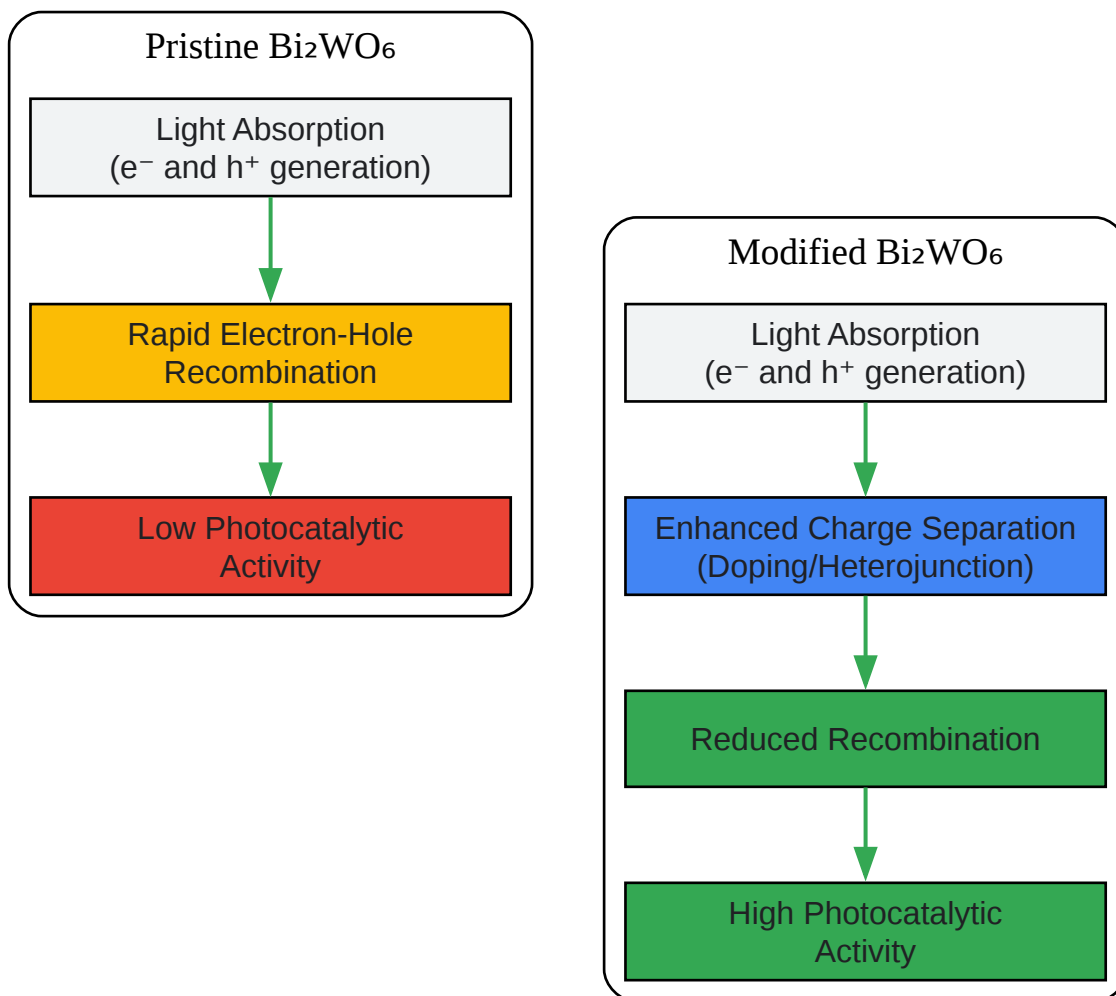 Pristine Bi₂WO₆
Light Absorption
(e⁻ and h⁺ generation)
Rapid Electron-Hole
Recombination
Low Photocatalytic
Activity
Modified Bi₂WO₆
Light Absorption
(e⁻ and h⁺ generation)
Enhanced Charge Separation
(Doping/Heterojunction)
Reduced Recombination
High Photocatalytic
Activity